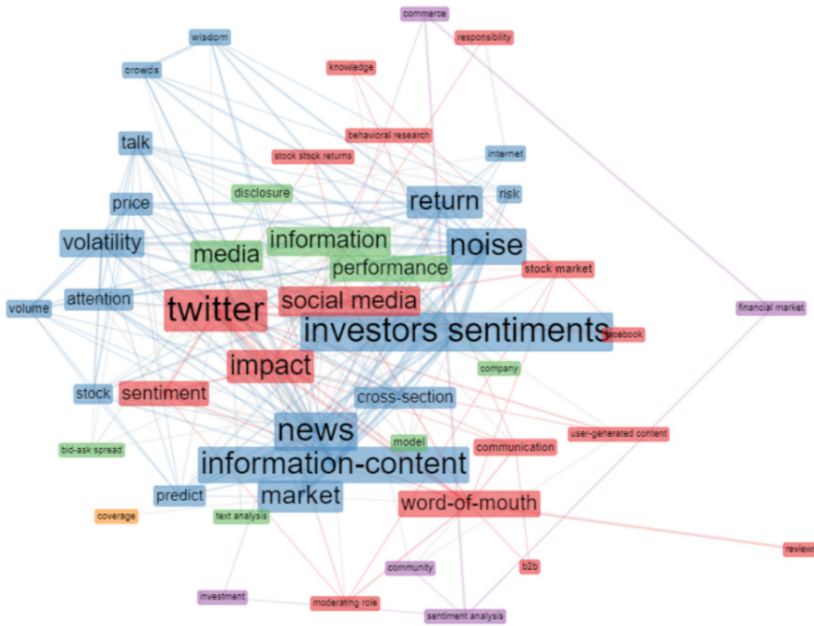 commerce
wisdom
responsibility
crowds
knowledge
behavioral research
talk
stock stock returns
internet
disclosure
risk
price
return
volatility
information
noise
media
performance
stock market
attention
social media
volume
twitter
financial market
investors sentiments
facebook
impact
company
stock
sentiment
cross-section
news
user-generated content
bid-ask spread
model
communication
information-content
predict
market
word-of-mouth
coverage
text analysis
reviews
community
b2b
investment
moderating role
sentiment analysis